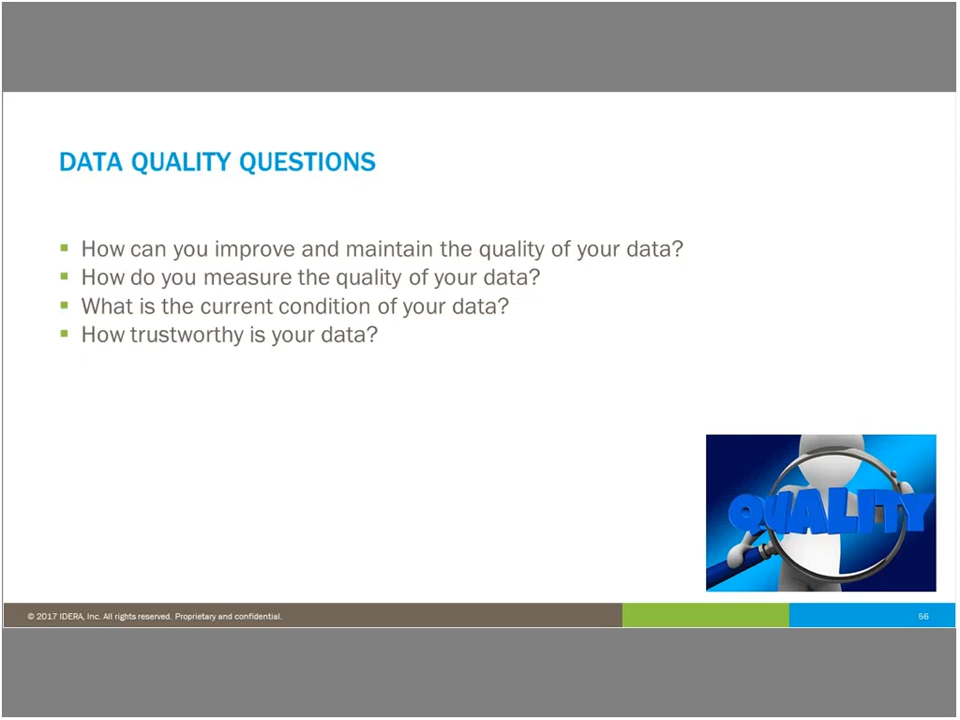 DATA QUALITY QUESTIONS
How can you improve and maintain the quality of your data?
How do you measure the quality of your data?
What is the current condition of your data?
How trustworthy is your data?
QUALITY
© 2017 IDERA, Inc. All rights reserved. Proprietary and confidential.
56